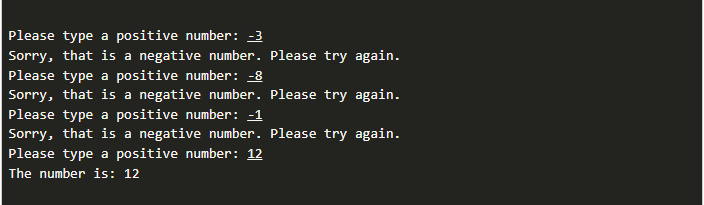 Please type a positive number: -3
Sorry, that is a negative number. Please try again.
Please type a positive number: -8
Sorry, that is a negative number. Please try again.
Please type a positive number: -1
Sorry, that is a negative number. Please try again.
Please type a positive number: 12
The number is: 12